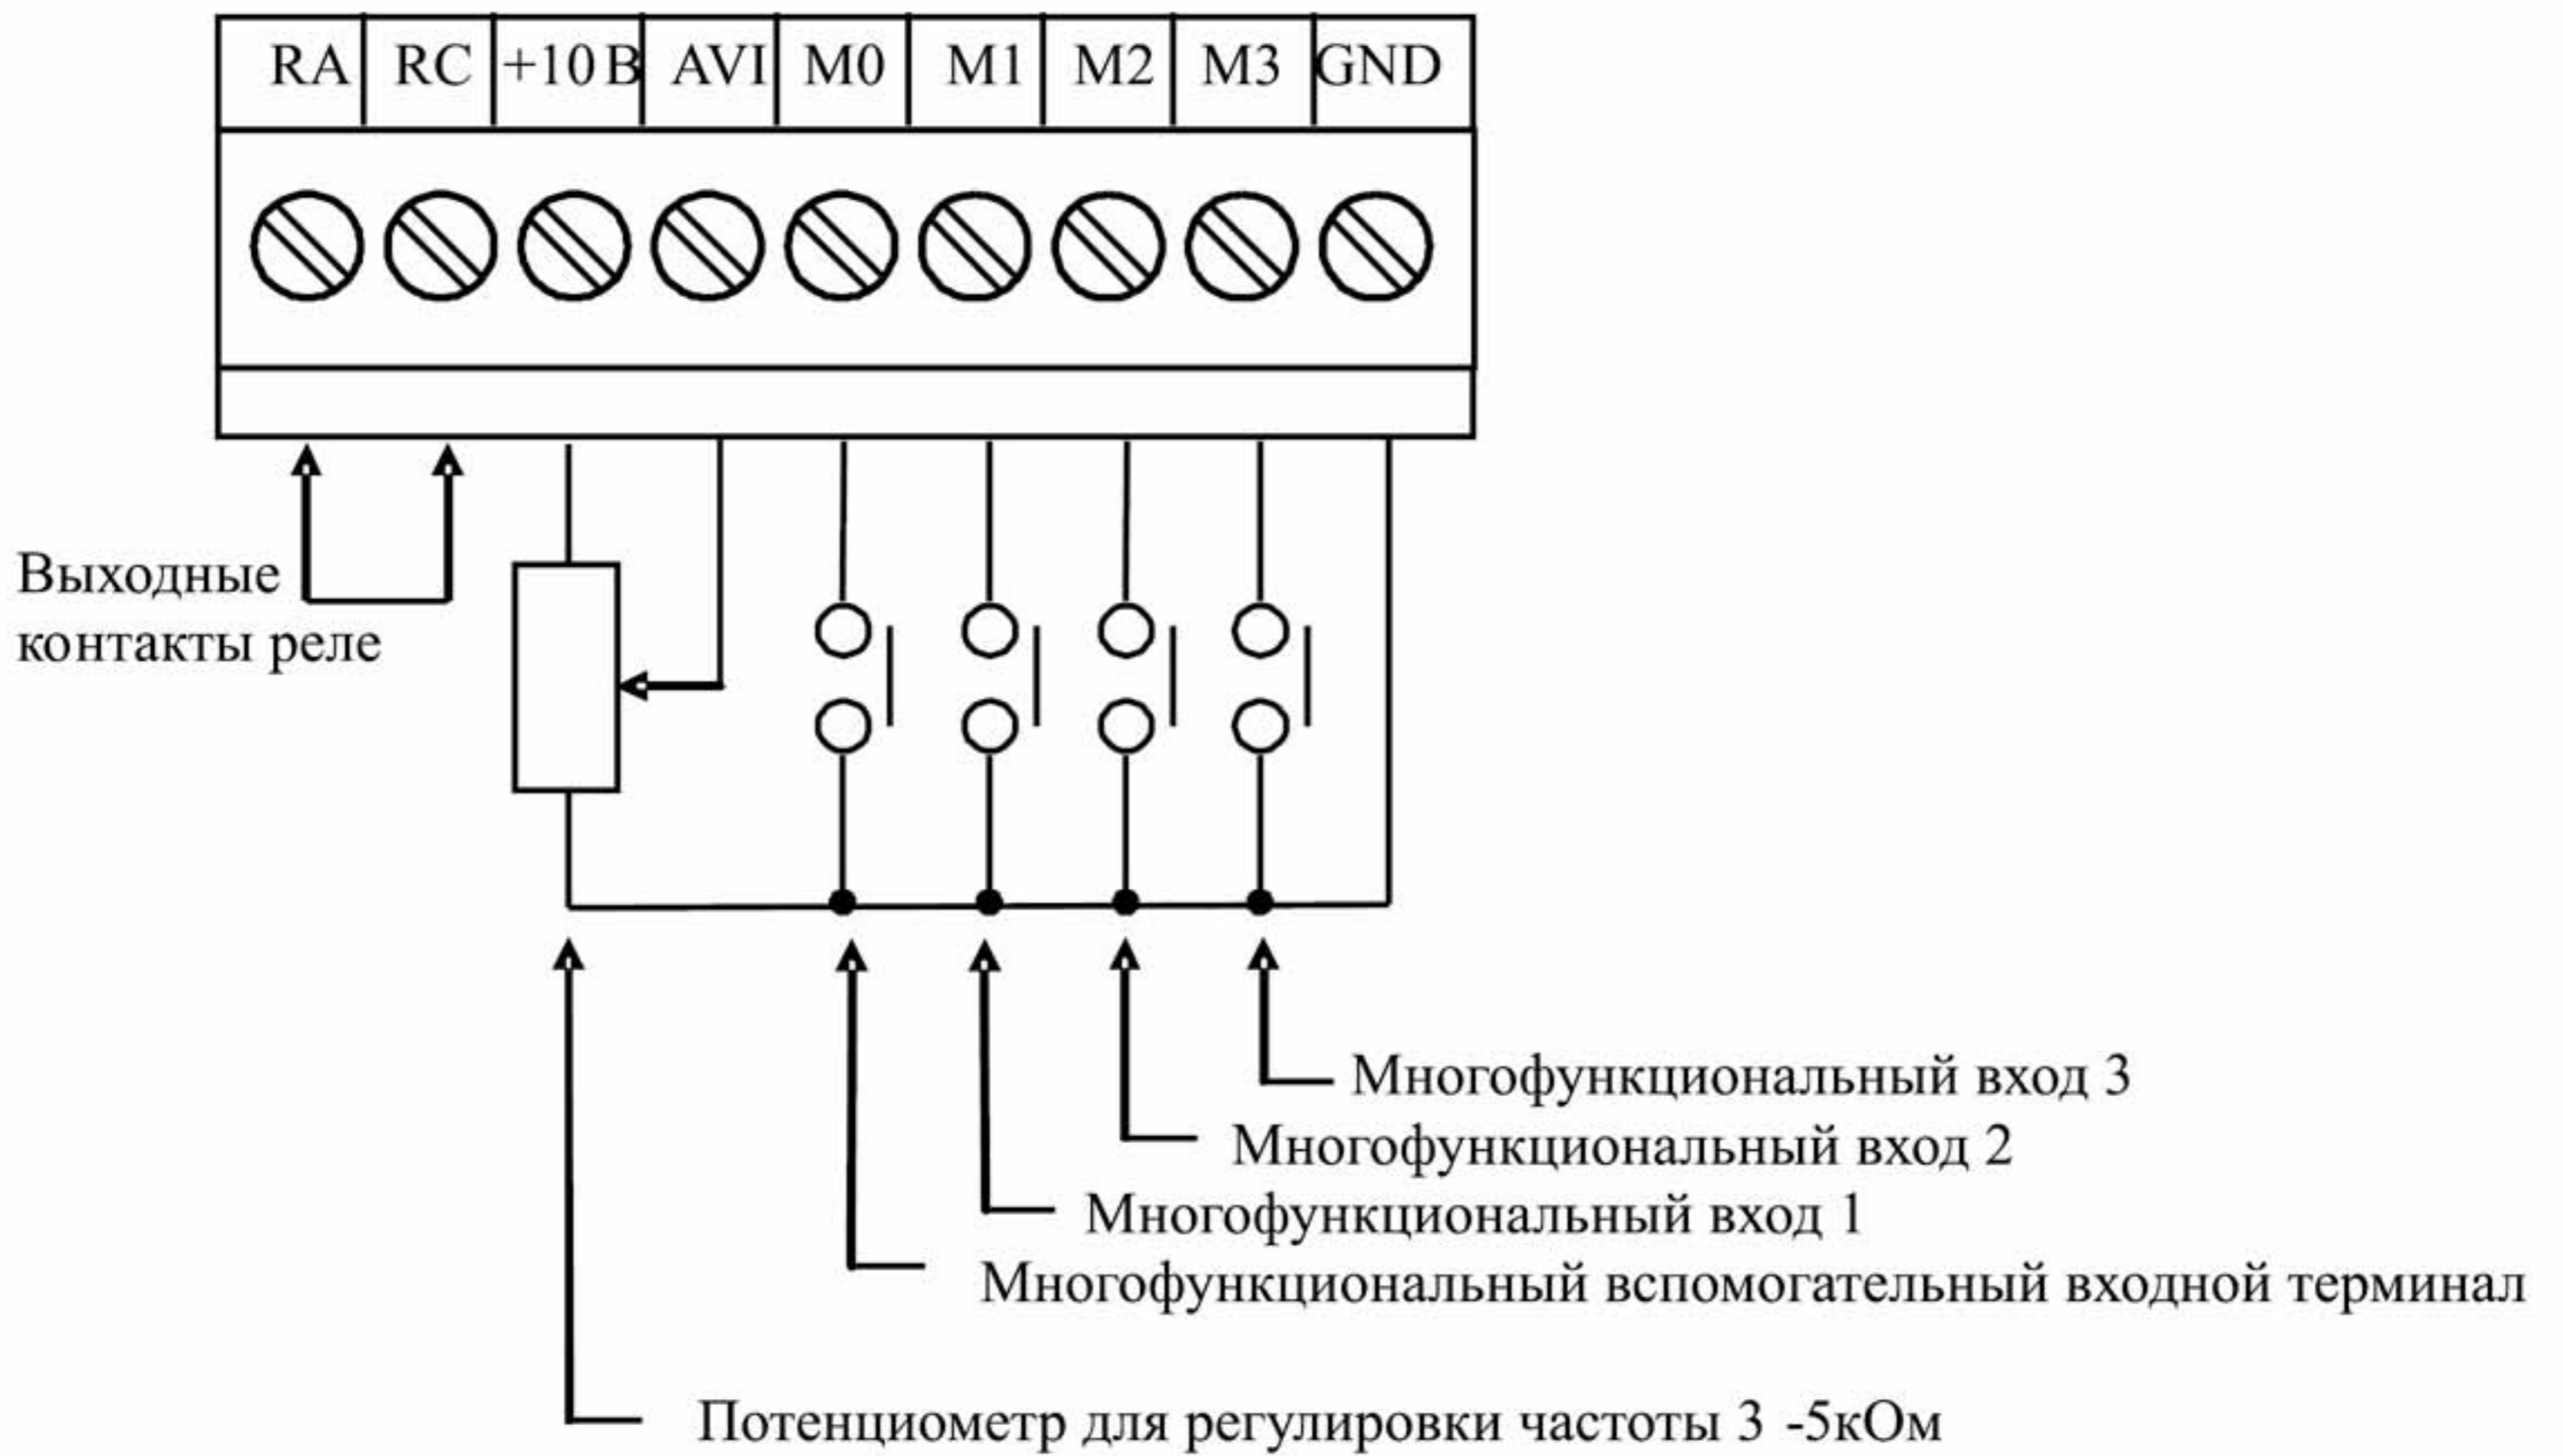 RA RC +10 В AVI M0 M1 M2 M3 GND
Выходные
контакты реле
Многофункциональный вход 3
Многофункциональный вход 2
Многофункциональный вход 1
Многофункциональный вспомогательный входной терминал
Потенциометр для регулировки частоты 3 -5кОм